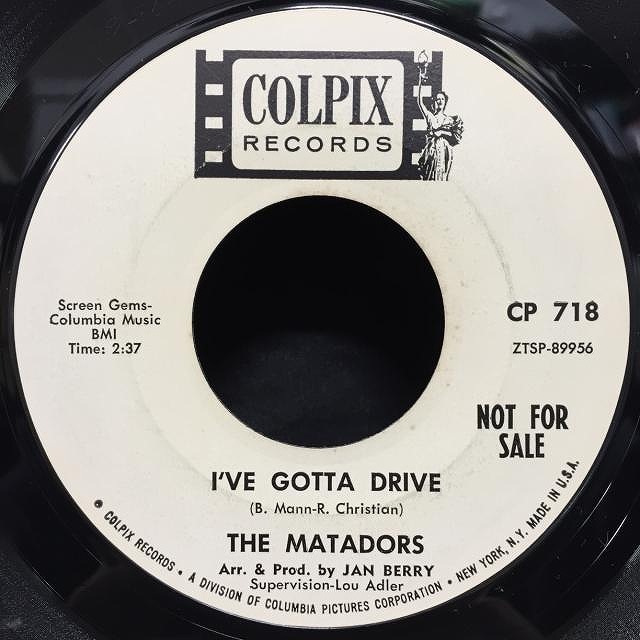 COLPIX
RECORDS
Screen Gems-
Columbia Music
BMI
Time: 2:37
CP 718
ZTSP-89956
NOT FOR
SALE
I'VE GOTTA DRIVE
(B. Mann-R. Christian)
THE MATADORS
Arr. & Prod. by JAN BERRY
Supervision-Lou Adler
® COLPIX RECORDS • A DIVISION OF COLUMBIA PICTURES CORPORATION • NEW YORK, N.Y. MADE IN U.S.A.